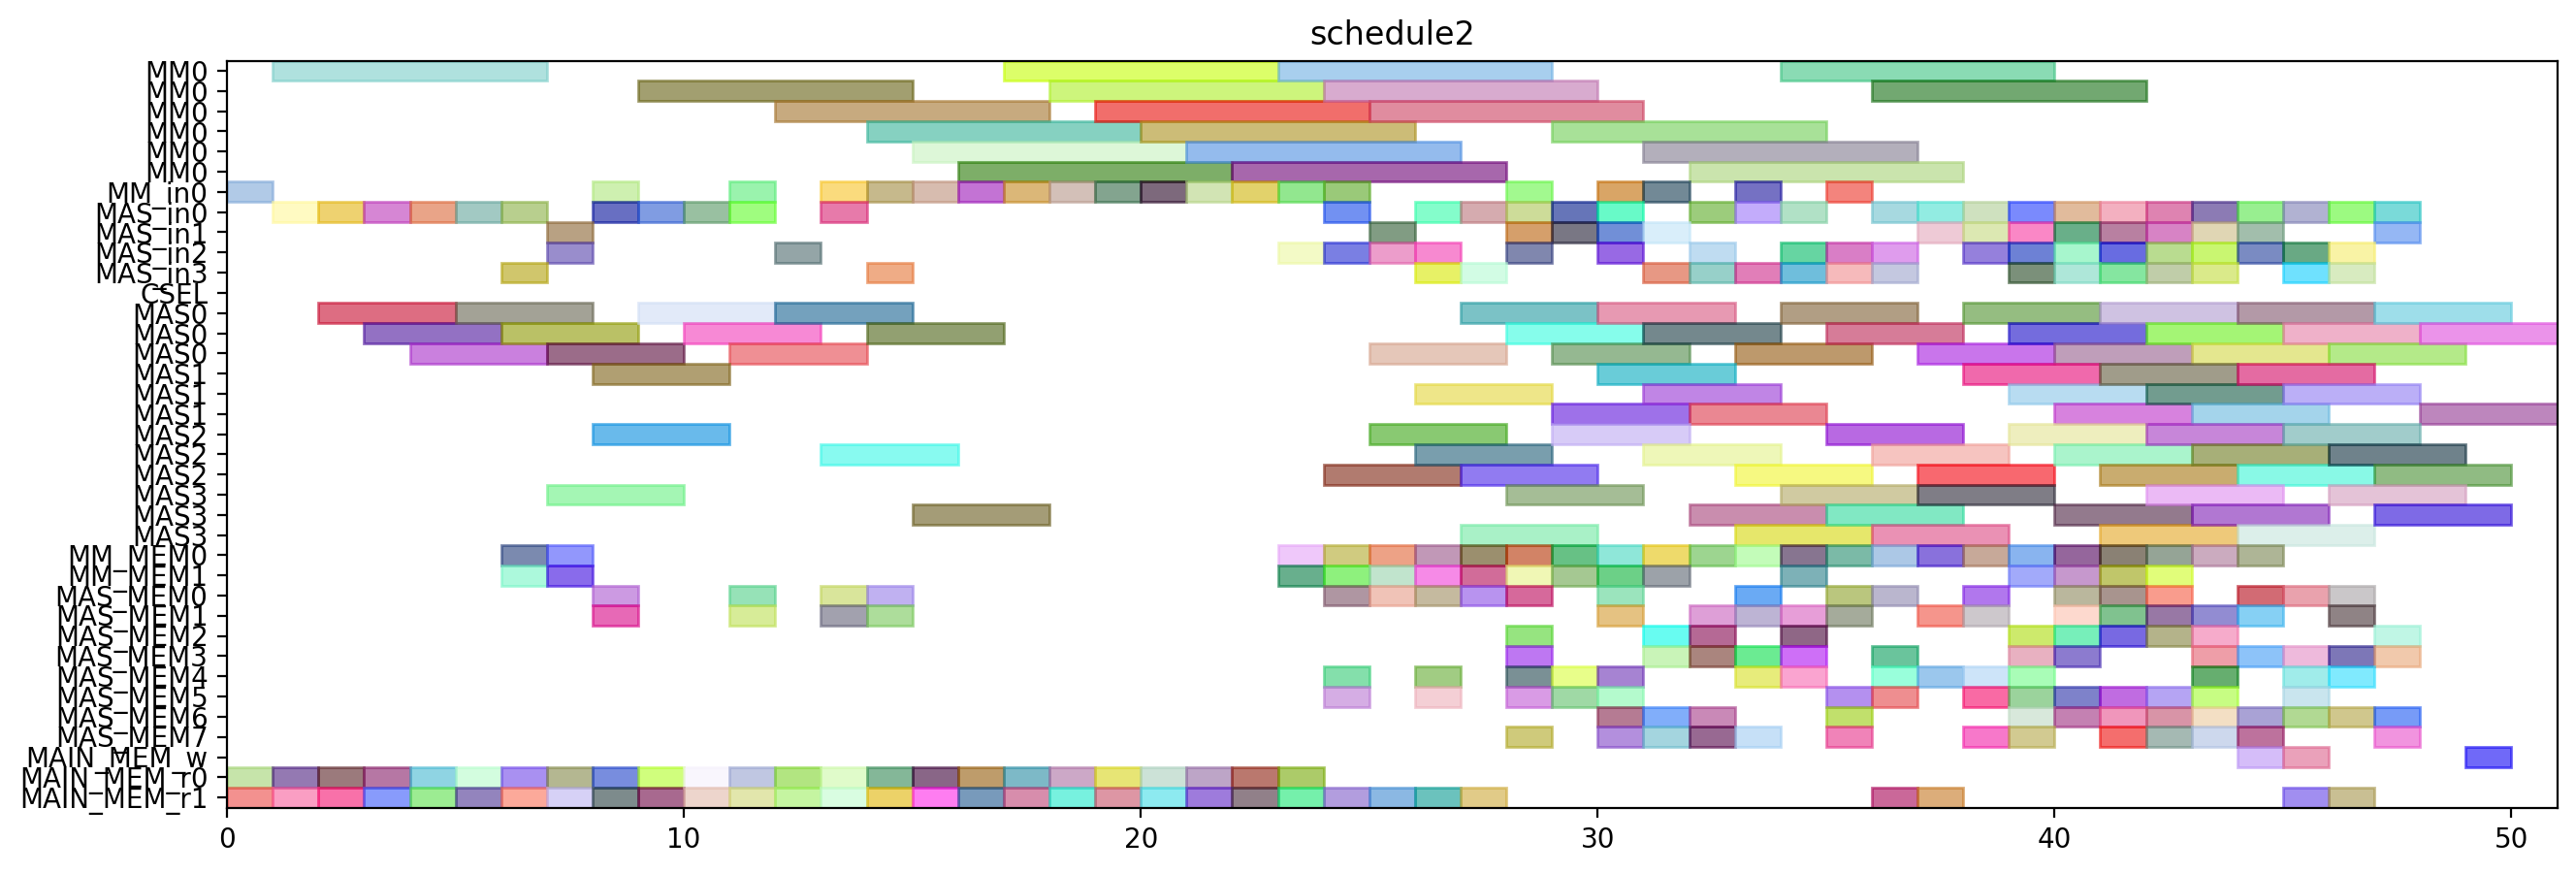 schedule2
MM0
MM0
MM0
MM0
MM0
MM0
MM_in0
MAS_in0
MAS_in1
MAS_in2
MAS_in3
CSEL
MAS0
MAS0
MAS0
MAS1
MAS1
MAS1
MAS2
MAS2
MAS2
MAS3
MAS3
MAS3
MM_MEM0
MM_MEM1
MAS_MEM0
MAS_MEM1
MAS_MEM2
MAS_MEM3
MAS_MEM4
MAS_MEM5
MAS_MEM6
MAS_MEM7
MAIN_MEM_w
MAIN_MEM_r0
MAIN_MEM_r1
0 10 20 30 40 50